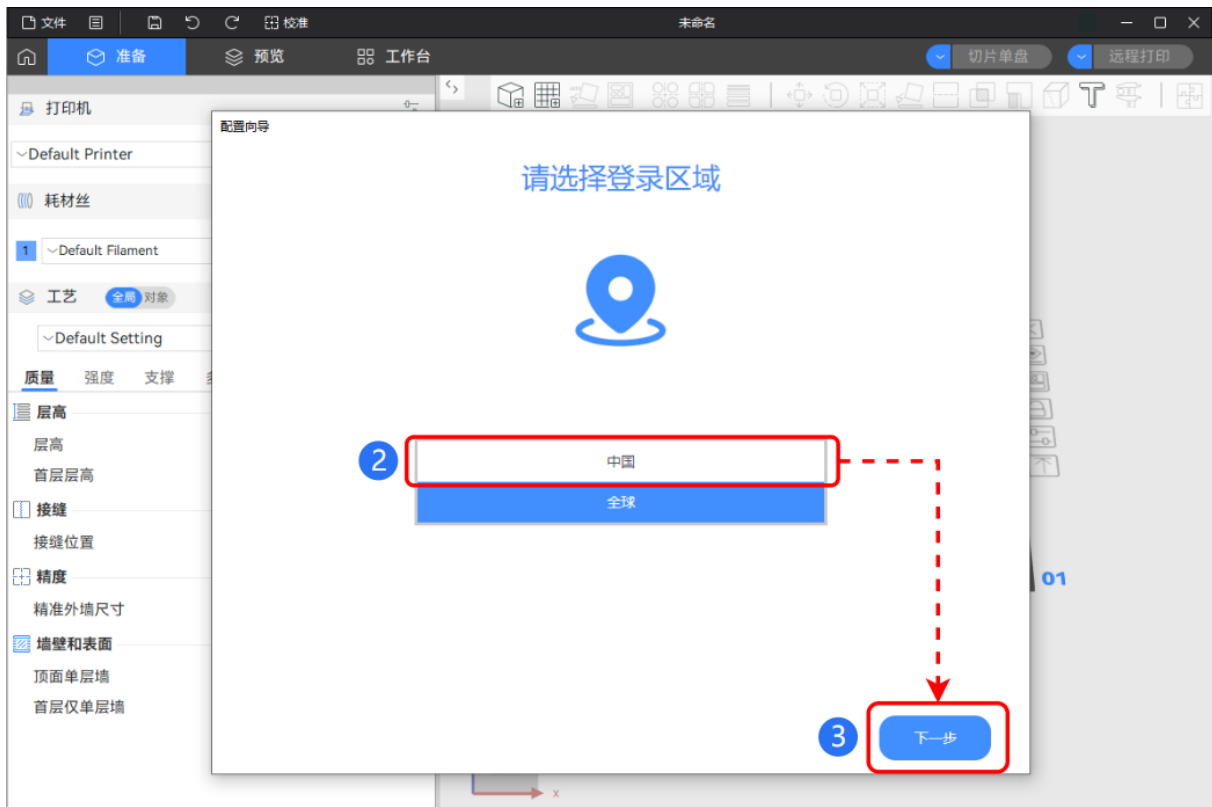 文件 校准 未命名
准备 预览 工作台 切片单盘 远程打印
打印机
配置向导
Default Printer
请选择登录区域
耗材丝
1 Default Filament
工艺 全局 对象
Default Setting
质量 强度 支撑
层高
层高
2 中国
首层层高
全球
接缝
接缝位置
精度
01
精准外墙尺寸
墙壁和表面
顶面单层墙
首层仅单层墙
3 下一步
x